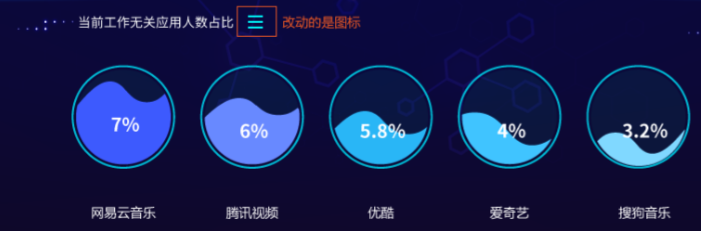 当前工作无关应用人数占比 改动的是图标
7% 6% 5.8% 4% 3.2%
网易云音乐 腾讯视频 优酷 爱奇艺 搜狗音乐